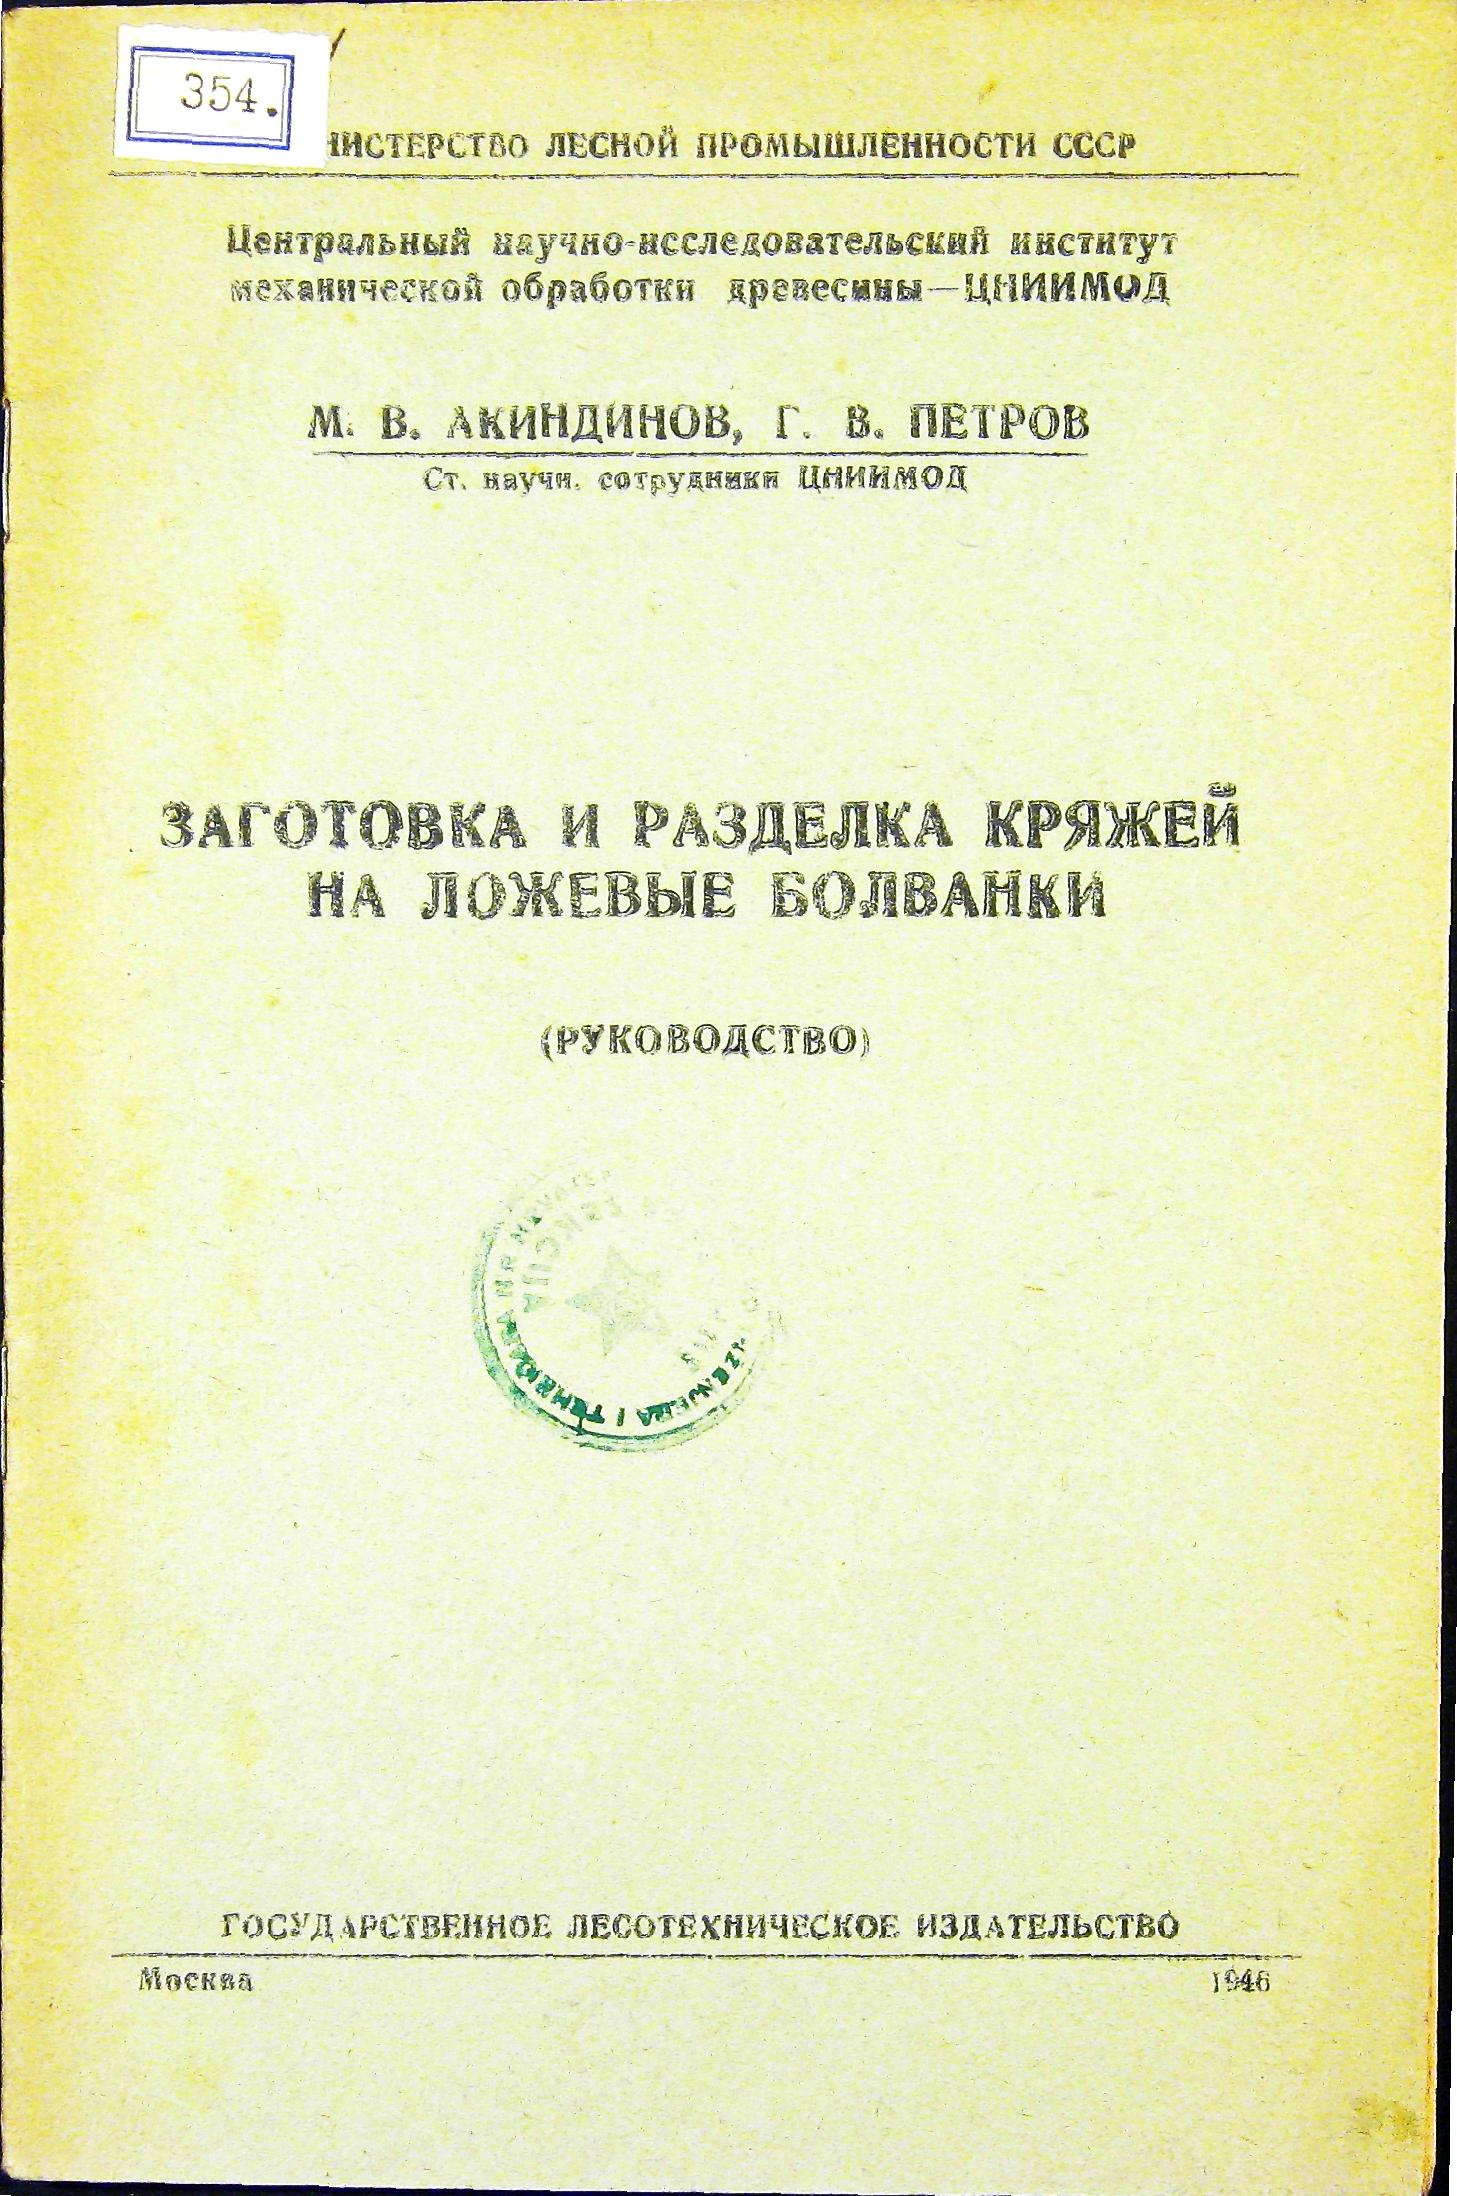 354.
НИСТЕРСТВО ЛЕСНОЙ ПРОМЫШЛЕННОСТИ СССР
Центральный научно-исследовательский институт
механической обработки древесины—ЦНИИМОД
М. В. АКИНДИНОВ, Г. В. ПЕТРОВ
Ст. научн. сотрудники ЦНИИМОД
ЗАГОТОВКА И РАЗДЕЛКА КРЯЖЕЙ
НА ЛОЖЕВЫЕ БОЛВАНКИ
(РУКОВОДСТВО)
ГОСУДАРСТВЕННОЕ ЛЕСОТЕХНИЧЕСКОЕ ИЗДАТЕЛЬСТВО
Москва 1946